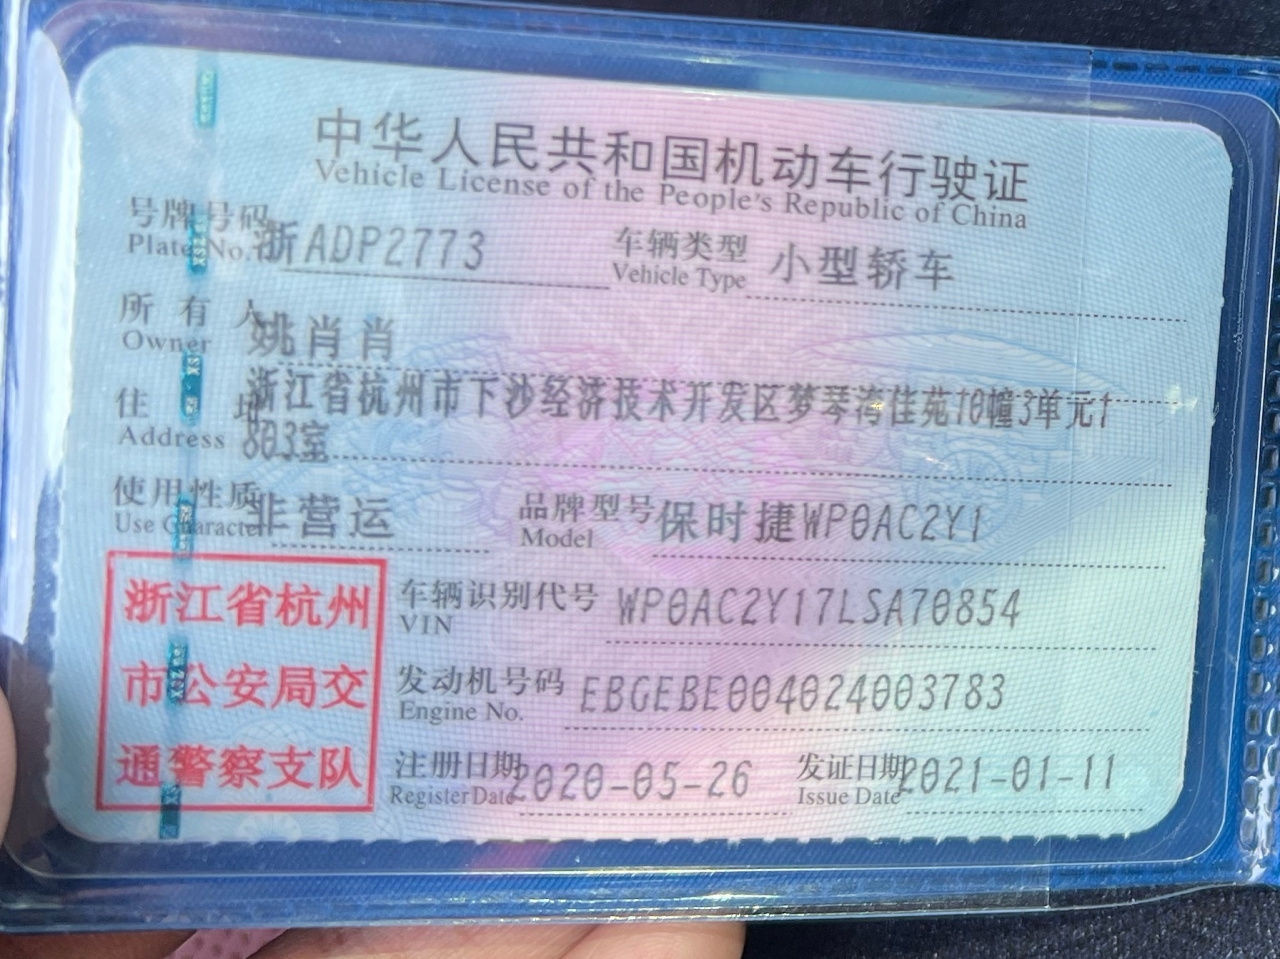 中华人民共和国机动车行驶证
Vehicle License of the People's Republic of China
号牌号码 浙ADP2773 车辆类型 小型轿车
Plate No. Vehicle Type
所有人 姚肖肖
Owner
住址 浙江省杭州市下沙经济技术开发区梦琴湾佳苑10幢3单元1
Address 803室
使用性质 非营运 品牌型号 保时捷WP0AC2Y1
Use Character Model
浙江省杭州
市公安局交
通警察支队
车辆识别代号 WP0AC2Y17LSA70854
VIN
发动机号码 EBGEBE004024003783
Engine No.
注册日期 2020-05-26 发证日期 2021-01-11
Register Date Issue Date